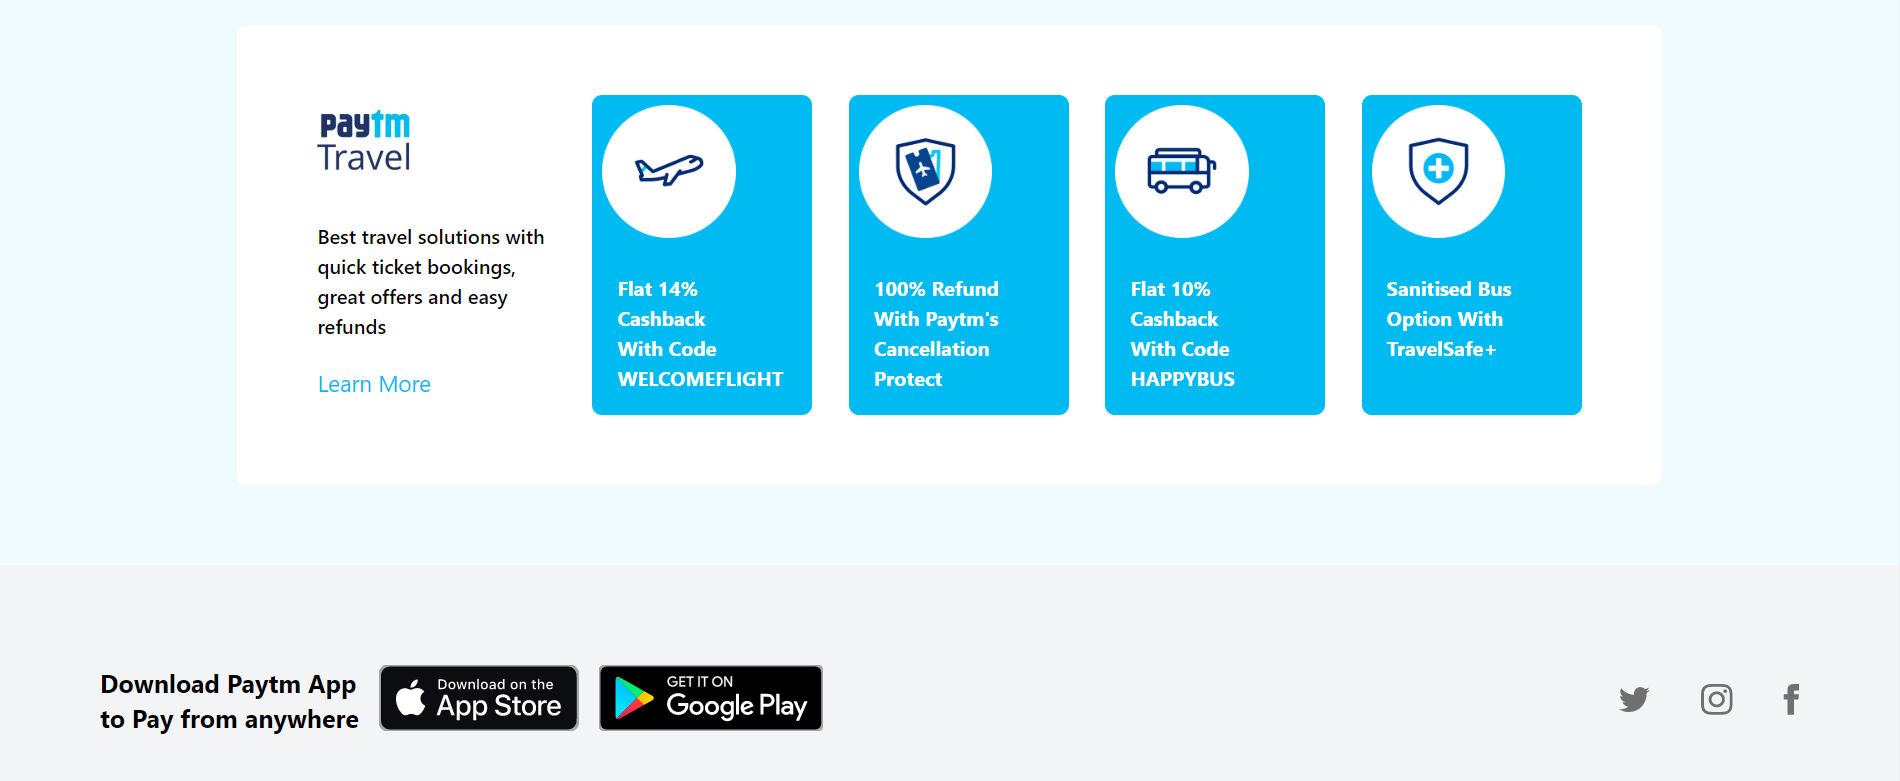 paytm
Travel
Best travel solutions with
quick ticket bookings,
great offers and easy
refunds
Learn More
Flat 14%
Cashback
With Code
WELCOMEFLIGHT
100% Refund
With Paytm's
Cancellation
Protect
Flat 10%
Cashback
With Code
HAPPYBUS
Sanitised Bus
Option With
TravelSafe+
Download Paytm App
to Pay from anywhere
Download on the
App Store
GET IT ON
Google Play